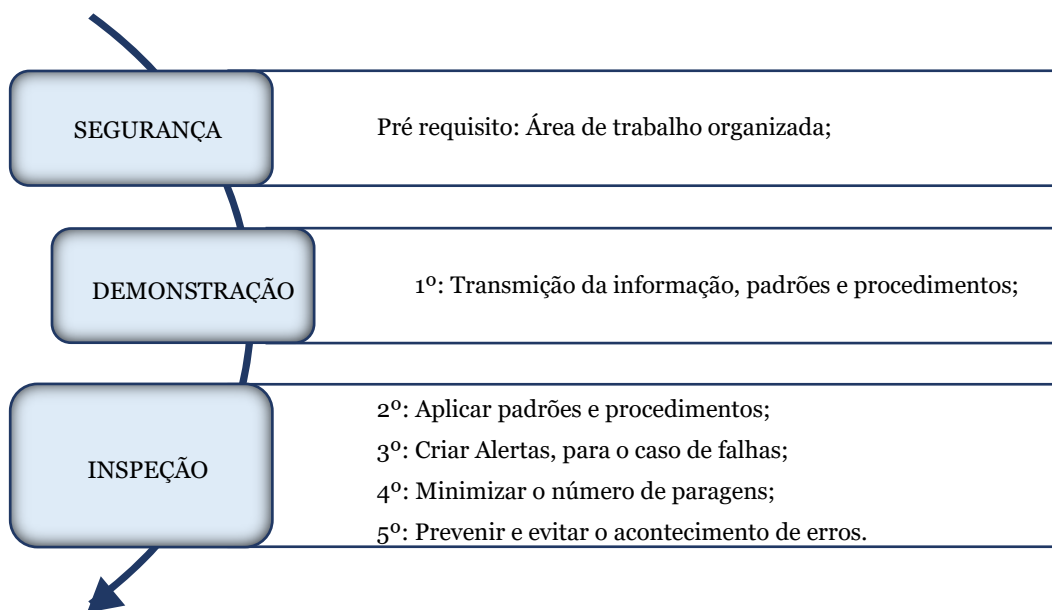 SEGURANÇA
Pré requisito: Área de trabalho organizada;
DEMONSTRAÇÃO
1º: Transmição da informação, padrões e procedimentos;
INSPEÇÃO
2º: Aplicar padrões e procedimentos;
3º: Criar Alertas, para o caso de falhas;
4º: Minimizar o número de paragens;
5º: Prevenir e evitar o acontecimento de erros.